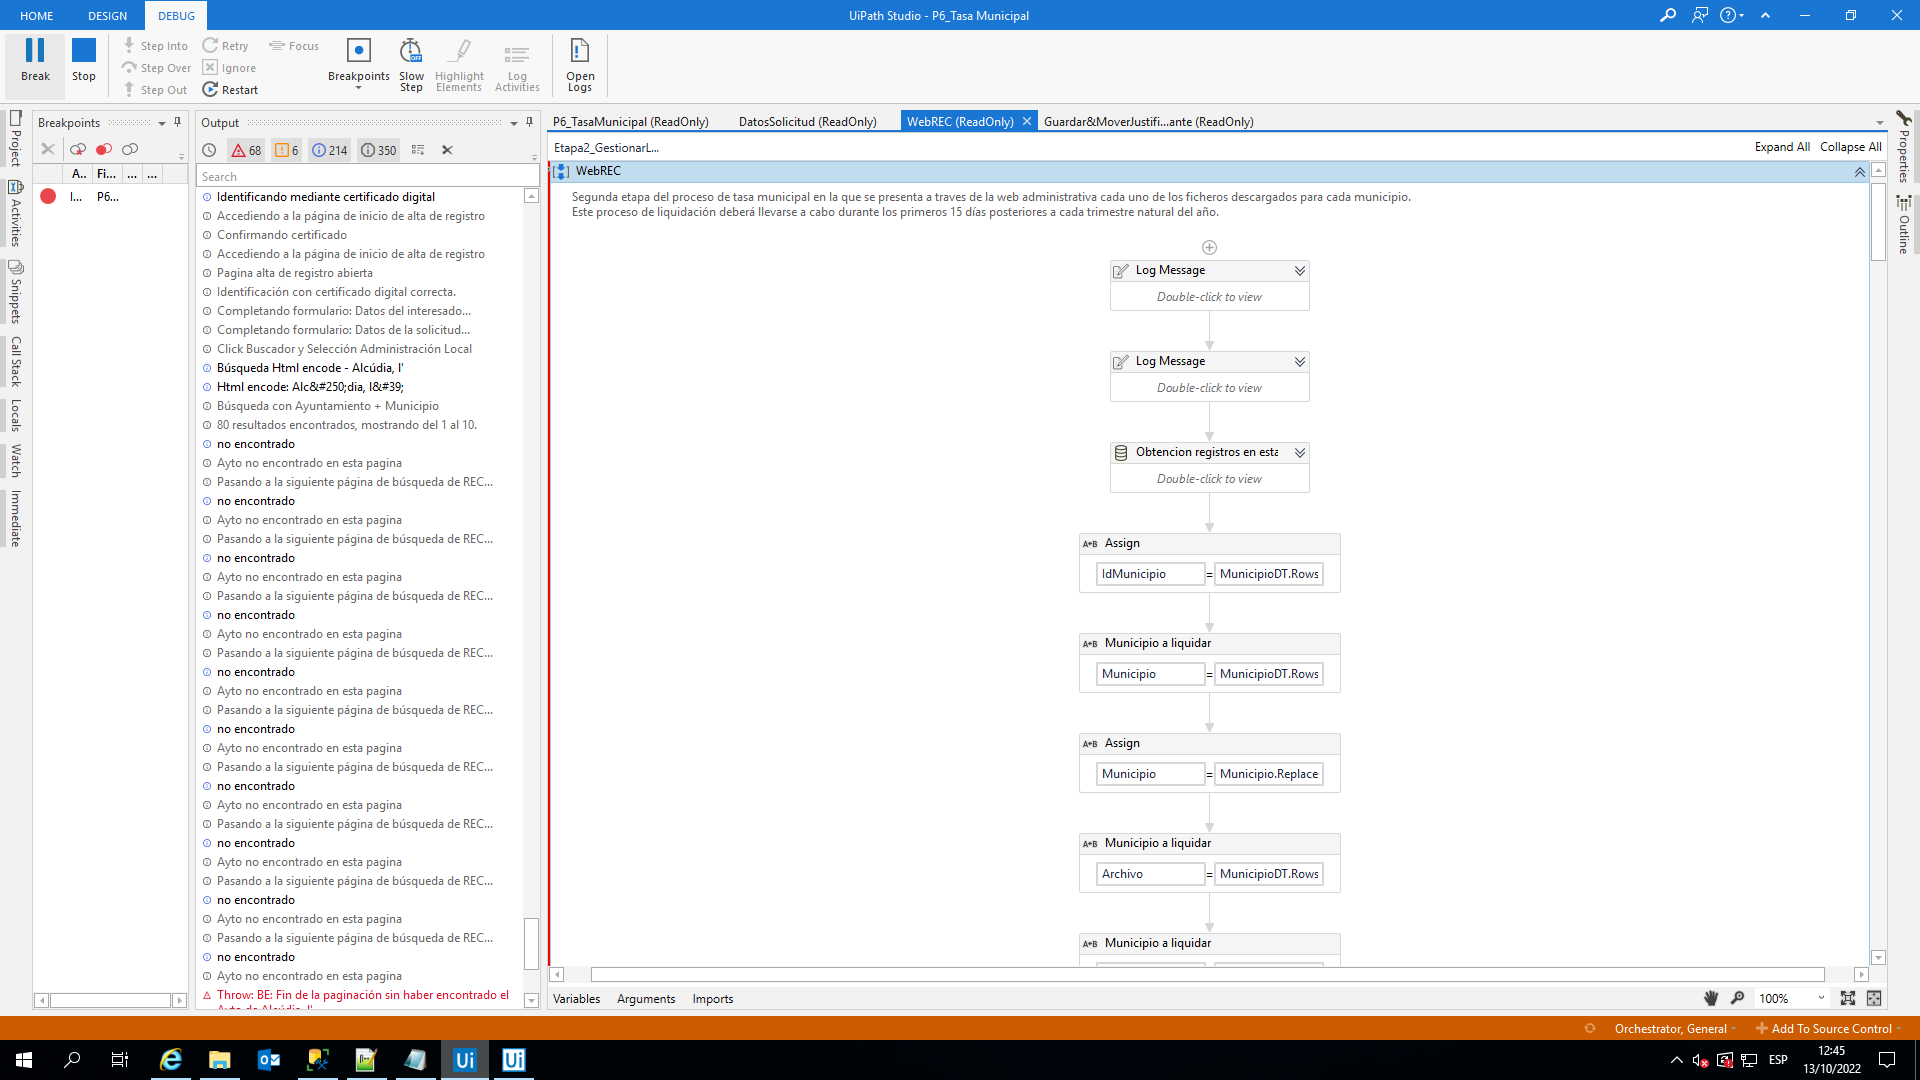 HOME
DESIGN
DEBUG
UiPath Studio - P6_Tasa Municipal
Break
Stop
Step Into
Step Over
Step Out
Retry
Ignore
Restart
Focus
Breakpoints
Slow
Step
Highlight
Elements
Log
Activities
Open
Logs
Project
Activities
Snippets
Call Stack
Locals
Watch
Immediate
Breakpoints
A..
Fi...
...
...
I...
P6...
Output
68
6
214
350
Search
Identificando mediante certificado digital
Accediendo a la página de inicio de alta de registro
Confirmando certificado
Accediendo a la página de inicio de alta de registro
Pagina alta de registro abierta
Identificación con certificado digital correcta.
Completando formulario: Datos del interesado...
Completando formulario: Datos de la solicitud...
Click Buscador y Selección Administración Local
Búsqueda Html encode - Alcúdia, l'
Html encode: Alc&#250;dia, l&#39;
Búsqueda con Ayuntamiento + Municipio
80 resultados encontrados, mostrando del 1 al 10.
no encontrado
Ayto no encontrado en esta pagina
Pasando a la siguiente página de búsqueda de REC...
no encontrado
Ayto no encontrado en esta pagina
Pasando a la siguiente página de búsqueda de REC...
no encontrado
Ayto no encontrado en esta pagina
Pasando a la siguiente página de búsqueda de REC...
no encontrado
Ayto no encontrado en esta pagina
Pasando a la siguiente página de búsqueda de REC...
no encontrado
Ayto no encontrado en esta pagina
Pasando a la siguiente página de búsqueda de REC...
no encontrado
Ayto no encontrado en esta pagina
Pasando a la siguiente página de búsqueda de REC...
no encontrado
Ayto no encontrado en esta pagina
Pasando a la siguiente página de búsqueda de REC...
no encontrado
Ayto no encontrado en esta pagina
Pasando a la siguiente página de búsqueda de REC...
no encontrado
Ayto no encontrado en esta pagina
Pasando a la siguiente página de búsqueda de REC...
no encontrado
Ayto no encontrado en esta pagina
Throw: BE: Fin de la paginación sin haber encontrado el
Ayto de Alcúdia, l'
P6_TasaMunicipal (ReadOnly)
DatosSolicitud (ReadOnly)
WebREC (ReadOnly)
Guardar&MoverJustifi...ante (ReadOnly)
Etapa2_GestionarL...
Expand All
Collapse All
WebREC
Segunda etapa del proceso de tasa municipal en la que se presenta a traves de la web administrativa cada uno de los ficheros descargados para cada municipio.
Este proceso de liquidación deberá llevarse a cabo durante los primeros 15 días posteriores a cada trimestre natural del año.
Log Message
Double-click to view
Log Message
Double-click to view
Obtencion registros en esta
Double-click to view
A+B Assign
IdMunicipio = MunicipioDT.Rows
A+B Municipio a liquidar
Municipio = MunicipioDT.Rows
A+B Assign
Municipio = Municipio.Replace
A+B Municipio a liquidar
Archivo = MunicipioDT.Rows
A+B Municipio a liquidar
Variables
Arguments
Imports
100%
Properties
Outline
Orchestrator, General
Add To Source Control
Ui
Ui
ESP
12:45
13/10/2022